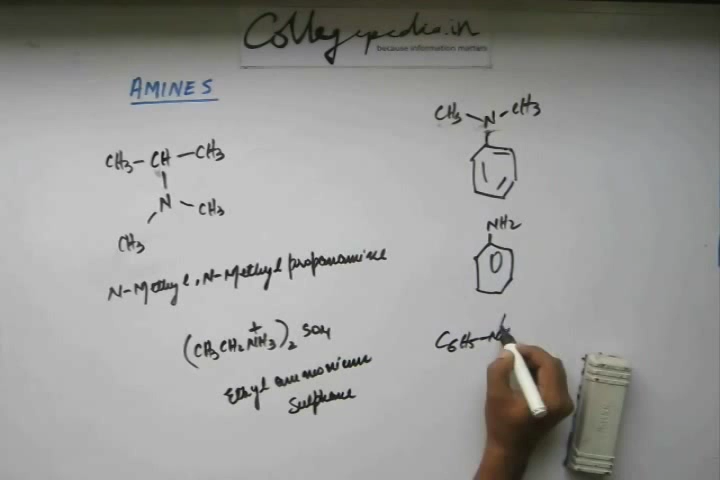 Collegepedia.in
because information matters
AMINES
CH3 - CH - CH3
N - CH3
CH3
N-Methyl, N-Methyl propanamine
(CH3CH2NH3)2 SO4
+
Ethyl ammonium
Sulphane
CH3 - N - CH3
NH2
C6H5-N